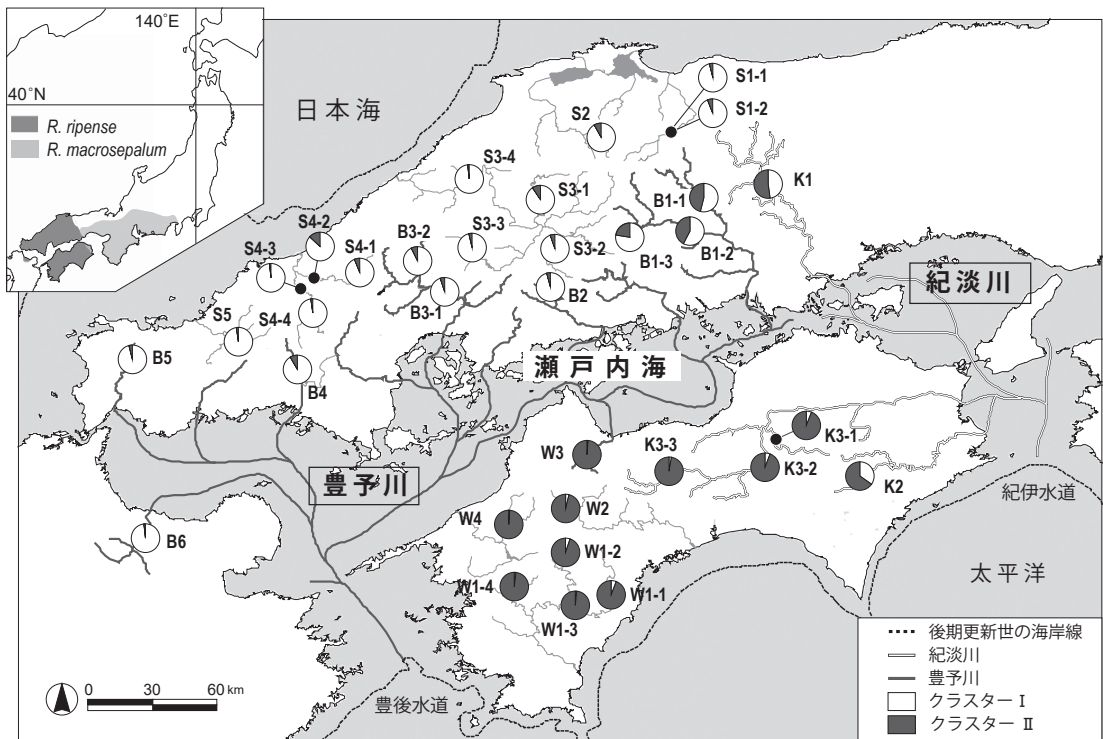 140˚E
40˚N
R. ripense
R. macrosepalum
日本海
S1-1
S1-2
S2
K1
S3-4
S3-1
B1-1
S4-2
B3-2
S3-3
S4-3
S4-1
S3-2
B1-3
B1-2
紀淡川
S5
S4-4
B3-1
B2
B5
瀬戸内海
B4
K3-1
K3-3
W3
K3-2
K2
豊予川
紀伊水道
W2
W4
B6
W1-2
太平洋
W1-4
W1-1
W1-3
後期更新世の海岸線
紀淡川
豊予川
クラスター I
クラスター II
0 30 60 km
豊後水道